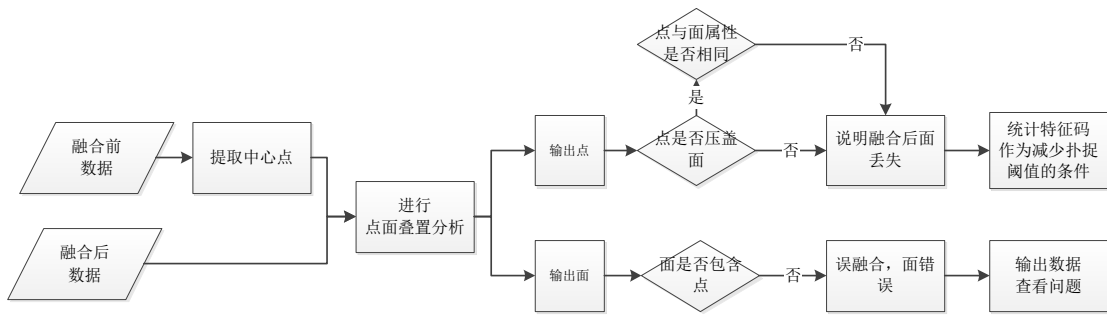 点与面属性
是否相同
否
是
融合前
数据
提取中心点
输出点
点是否压盖
面
否
说明融合后面
丢失
统计特征码
作为减少扑捉
阈值的条件
进行
点面叠置分析
融合后
数据
输出面
面是否包含
点
否
误融合，面错
误
输出数据
查看问题